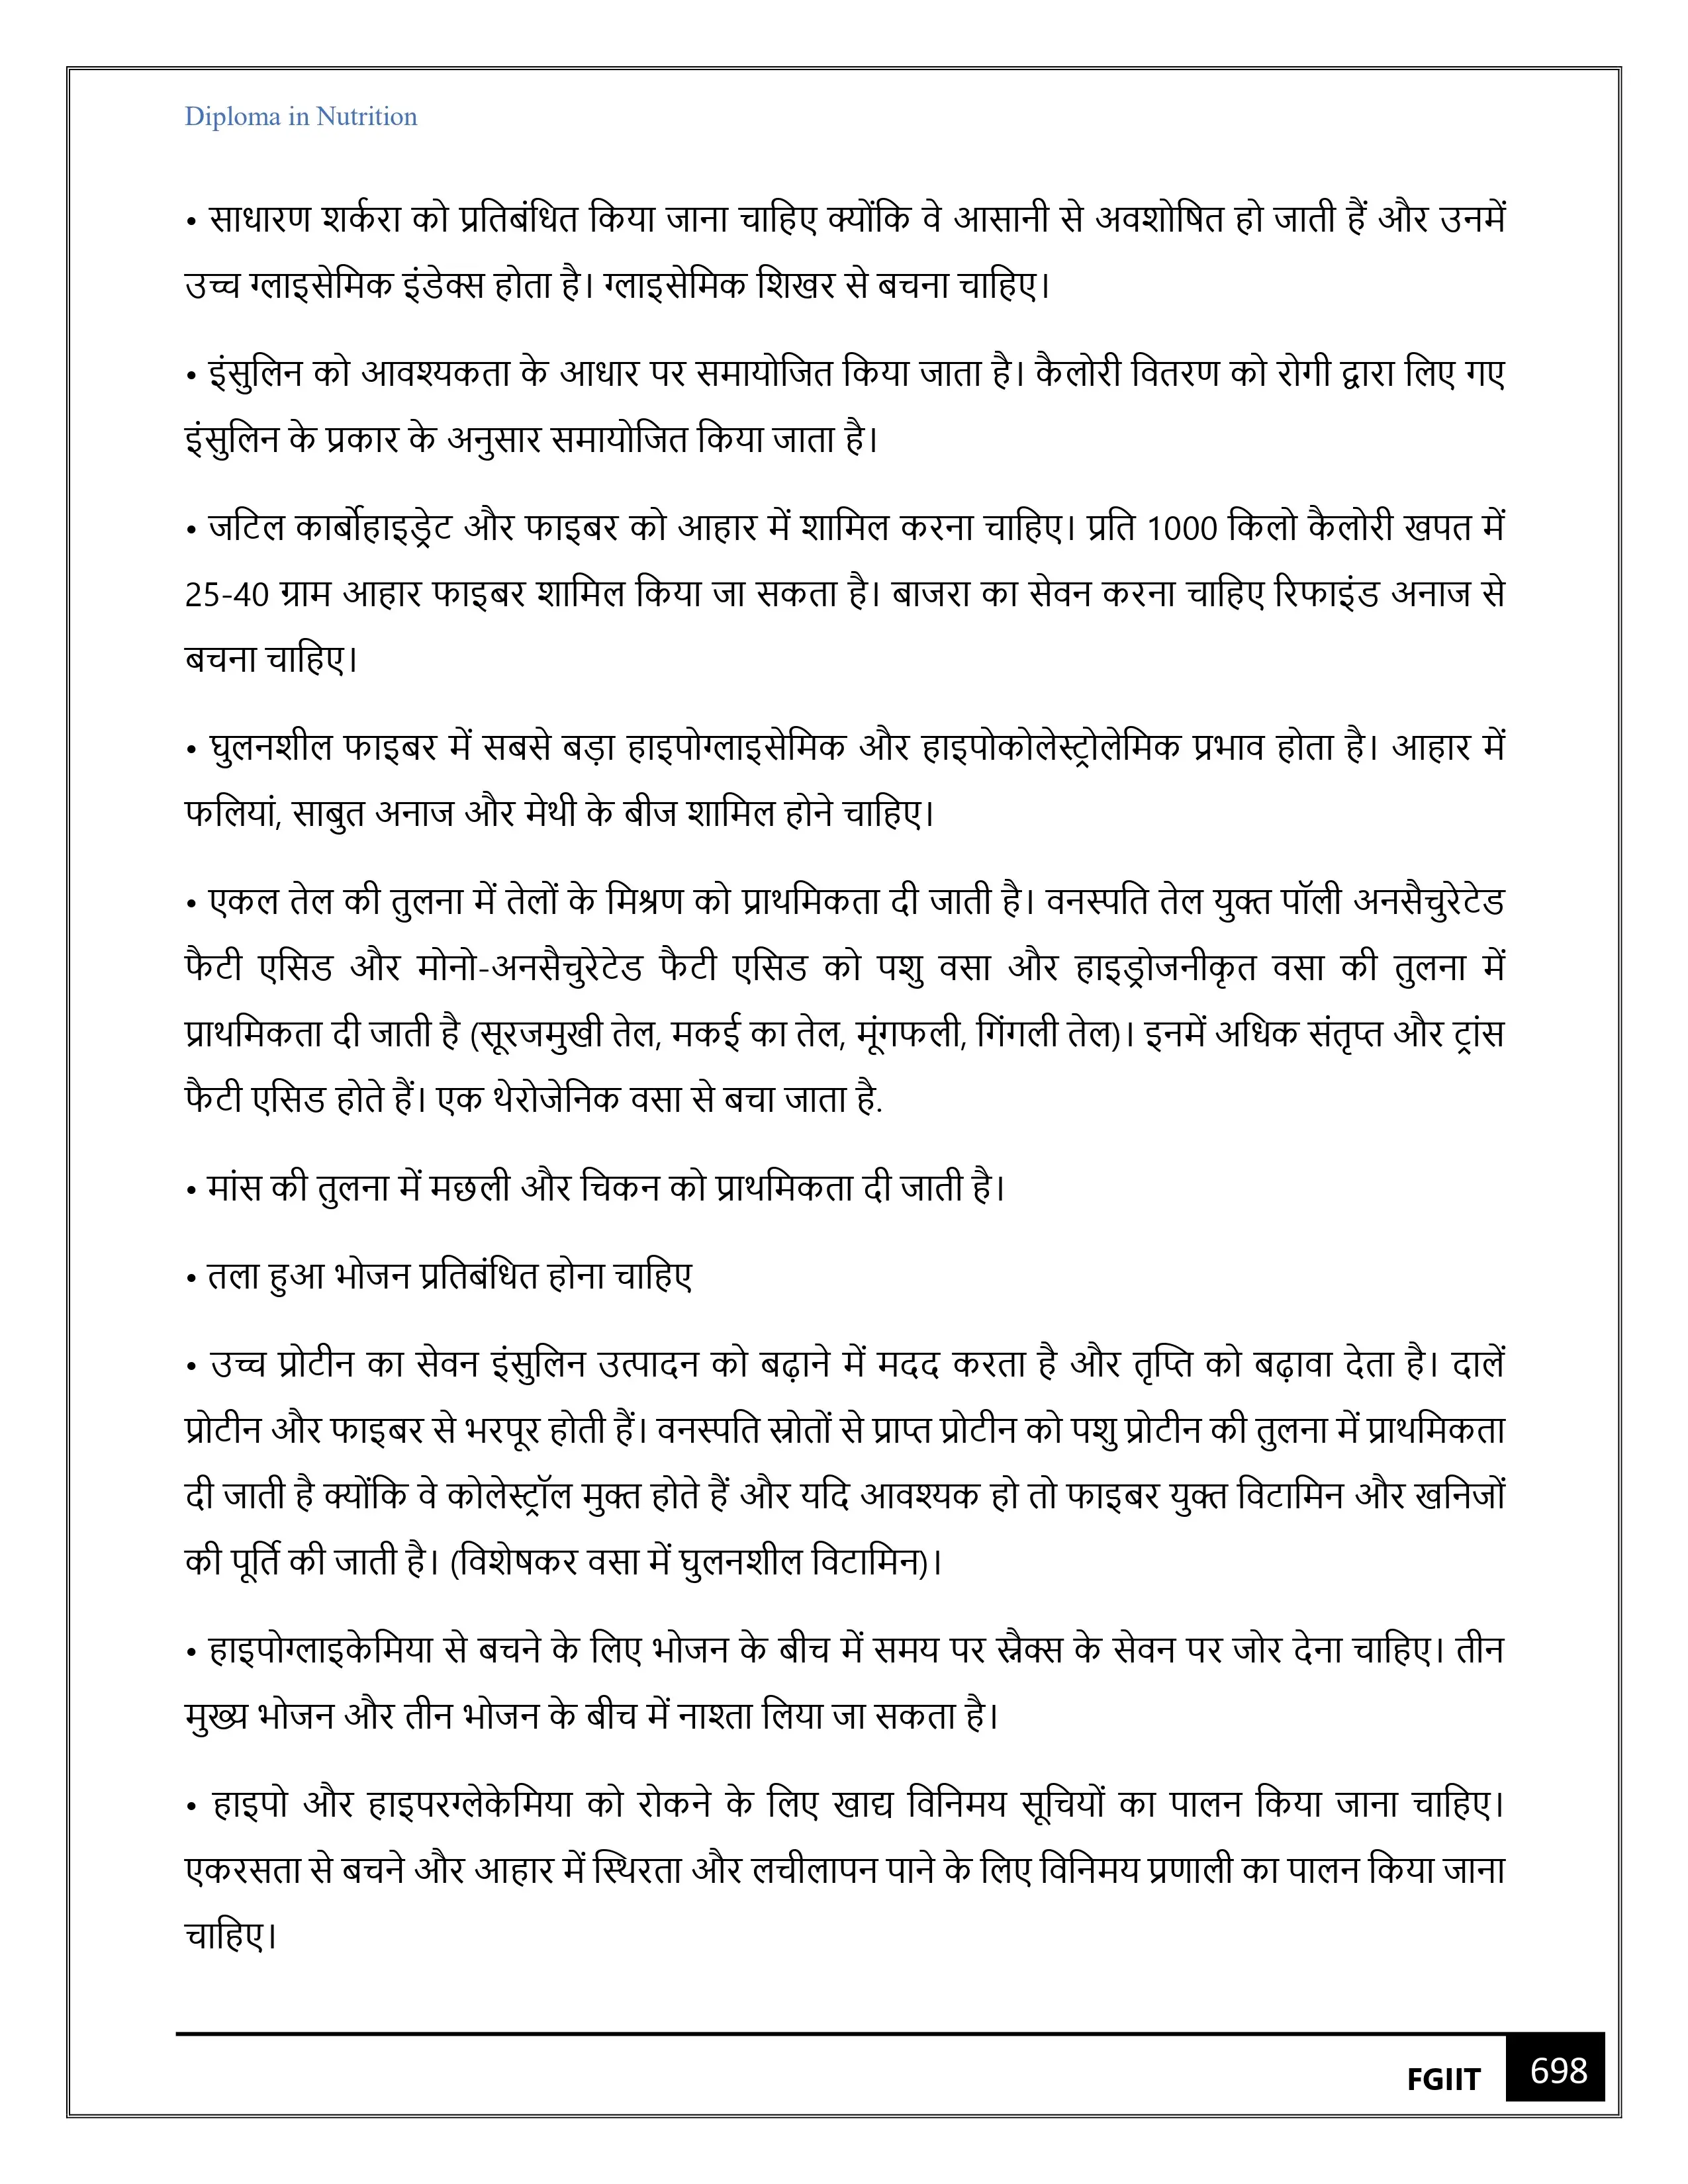 Diploma in Nutrition
• साधारण शर्करा को प्रतिबंधित किया जाना चाहिए क्योंकि वे आसानी से अवशोषित हो जाती हैं और उनमें
उच्च ग्लाइसेमिक इंडेक्स होता है। ग्लाइसेमिक शिखर से बचना चाहिए।
• इंसुलिन को आवश्यकता के आधार पर समायोजित किया जाता है। कैलोरी वितरण को रोगी द्वारा लिए गए
इंसुलिन के प्रकार के अनुसार समायोजित किया जाता है।
• जटिल कार्बोहाइड्रेट और फाइबर को आहार में शामिल करना चाहिए। प्रति 1000 किलो कैलोरी खपत में
25-40 ग्राम आहार फाइबर शामिल किया जा सकता है। बाजरा का सेवन करना चाहिए रिफाइंड अनाज से
बचना चाहिए।
• घुलनशील फाइबर में सबसे बड़ा हाइपोग्लाइसेमिक और हाइपोकोलेस्ट्रोलेमिक प्रभाव होता है। आहार में
फलियां, साबुत अनाज और मेथी के बीज शामिल होने चाहिए।
• एकल तेल की तुलना में तेलों के मिश्रण को प्राथमिकता दी जाती है। वनस्पति तेल युक्त पॉली अनसैचुरेटेड
फैटी एसिड और मोनो-अनसैचुरेटेड फैटी एसिड को पशु वसा और हाइड्रोजनीकृत वसा की तुलना में
प्राथमिकता दी जाती है (सूरजमुखी तेल, मकई का तेल, मूंगफली, गिंगली तेल)। इनमें अधिक संतृप्त और ट्रांस
फैटी एसिड होते हैं। एक थेरोजेनिक वसा से बचा जाता है.
• मांस की तुलना में मछली और चिकन को प्राथमिकता दी जाती है।
• तला हुआ भोजन प्रतिबंधित होना चाहिए
• उच्च प्रोटीन का सेवन इंसुलिन उत्पादन को बढ़ाने में मदद करता है और तृप्ति को बढ़ावा देता है। दालें
प्रोटीन और फाइबर से भरपूर होती हैं। वनस्पति स्रोतों से प्राप्त प्रोटीन को पशु प्रोटीन की तुलना में प्राथमिकता
दी जाती है क्योंकि वे कोलेस्ट्रॉल मुक्त होते हैं और यदि आवश्यक हो तो फाइबर युक्त विटामिन और खनिजों
की पूर्ति की जाती है। (विशेषकर वसा में घुलनशील विटामिन)।
• हाइपोग्लाइकेमिया से बचने के लिए भोजन के बीच में समय पर स्नैक्स के सेवन पर जोर देना चाहिए। तीन
मुख्य भोजन और तीन भोजन के बीच में नाश्ता लिया जा सकता है।
• हाइपो और हाइपरग्लेकेमिया को रोकने के लिए खाद्य विनिमय सूचियों का पालन किया जाना चाहिए।
एकरसता से बचने और आहार में स्थिरता और लचीलापन पाने के लिए विनिमय प्रणाली का पालन किया जाना
चाहिए।
FGIIT 698